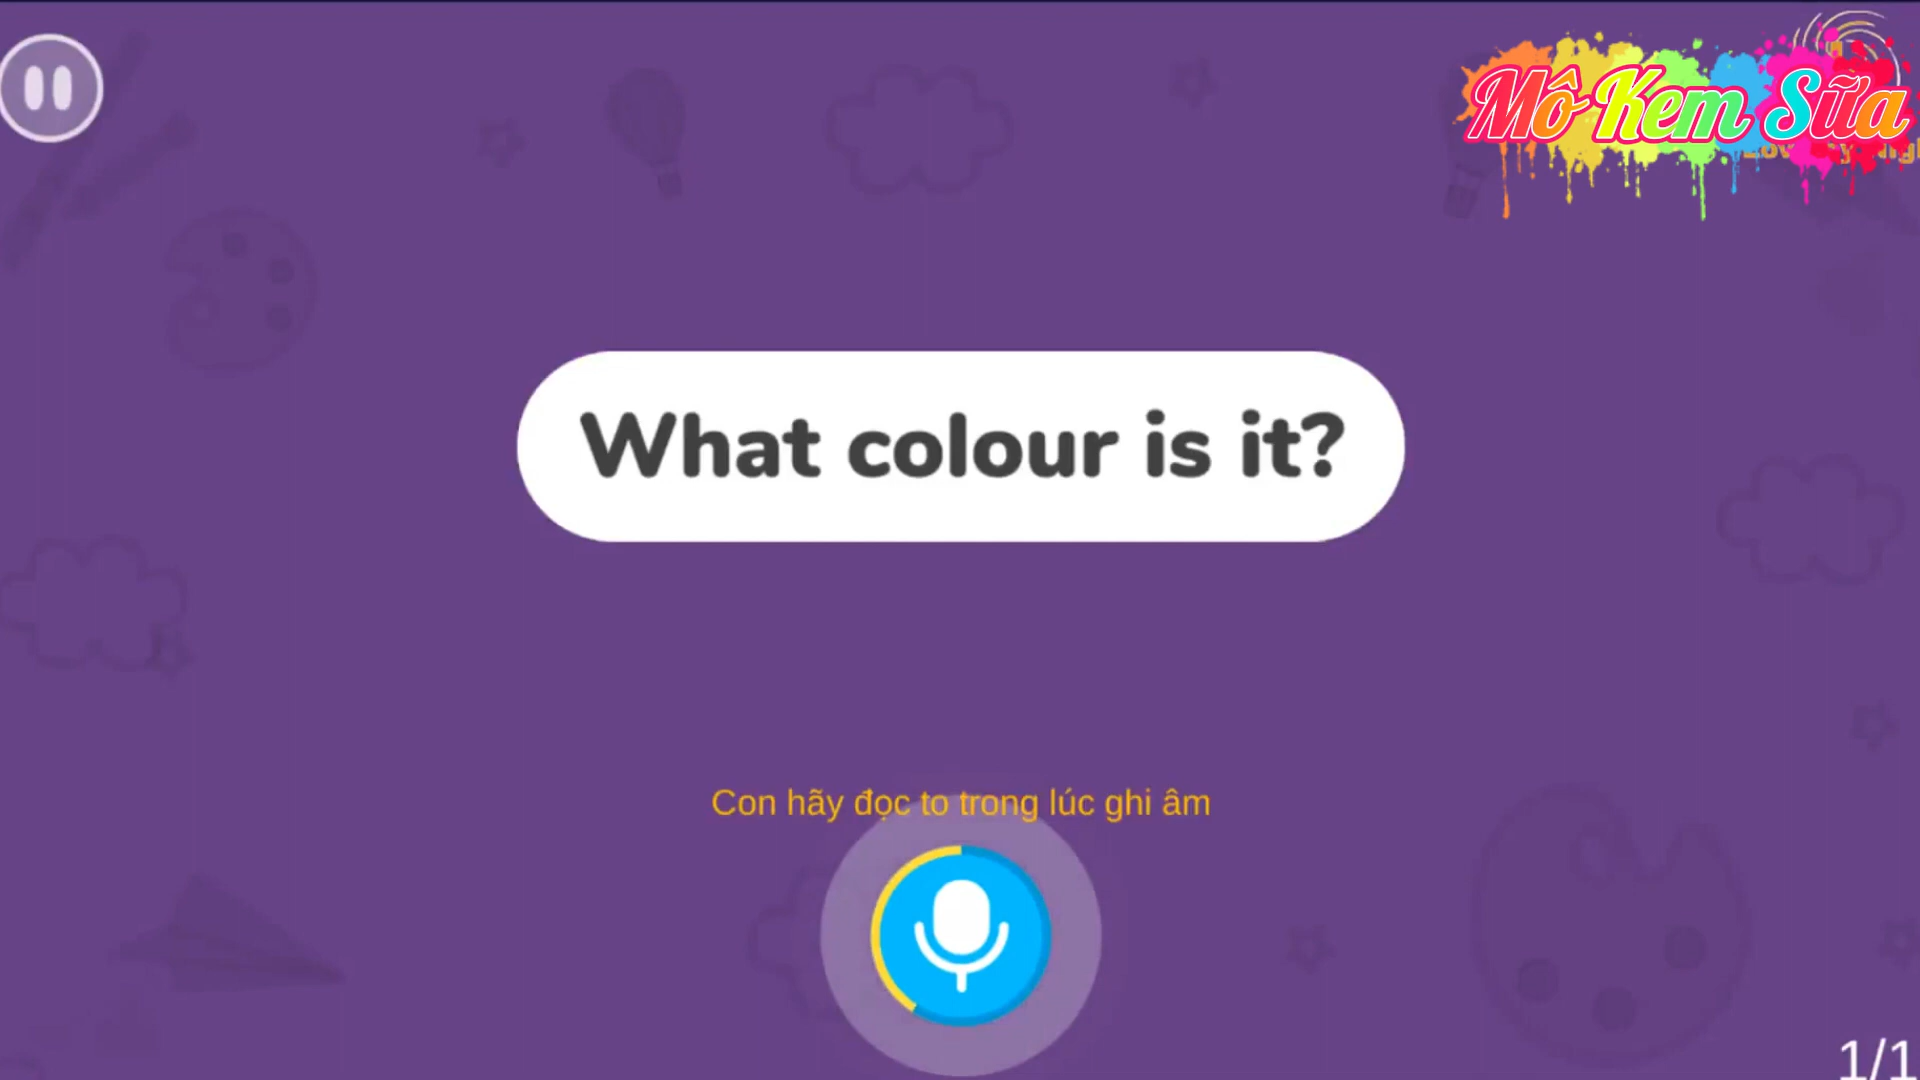 Mô Kem Sữa
What colour is it?
Con hãy đọc to trong lúc ghi âm
1/1